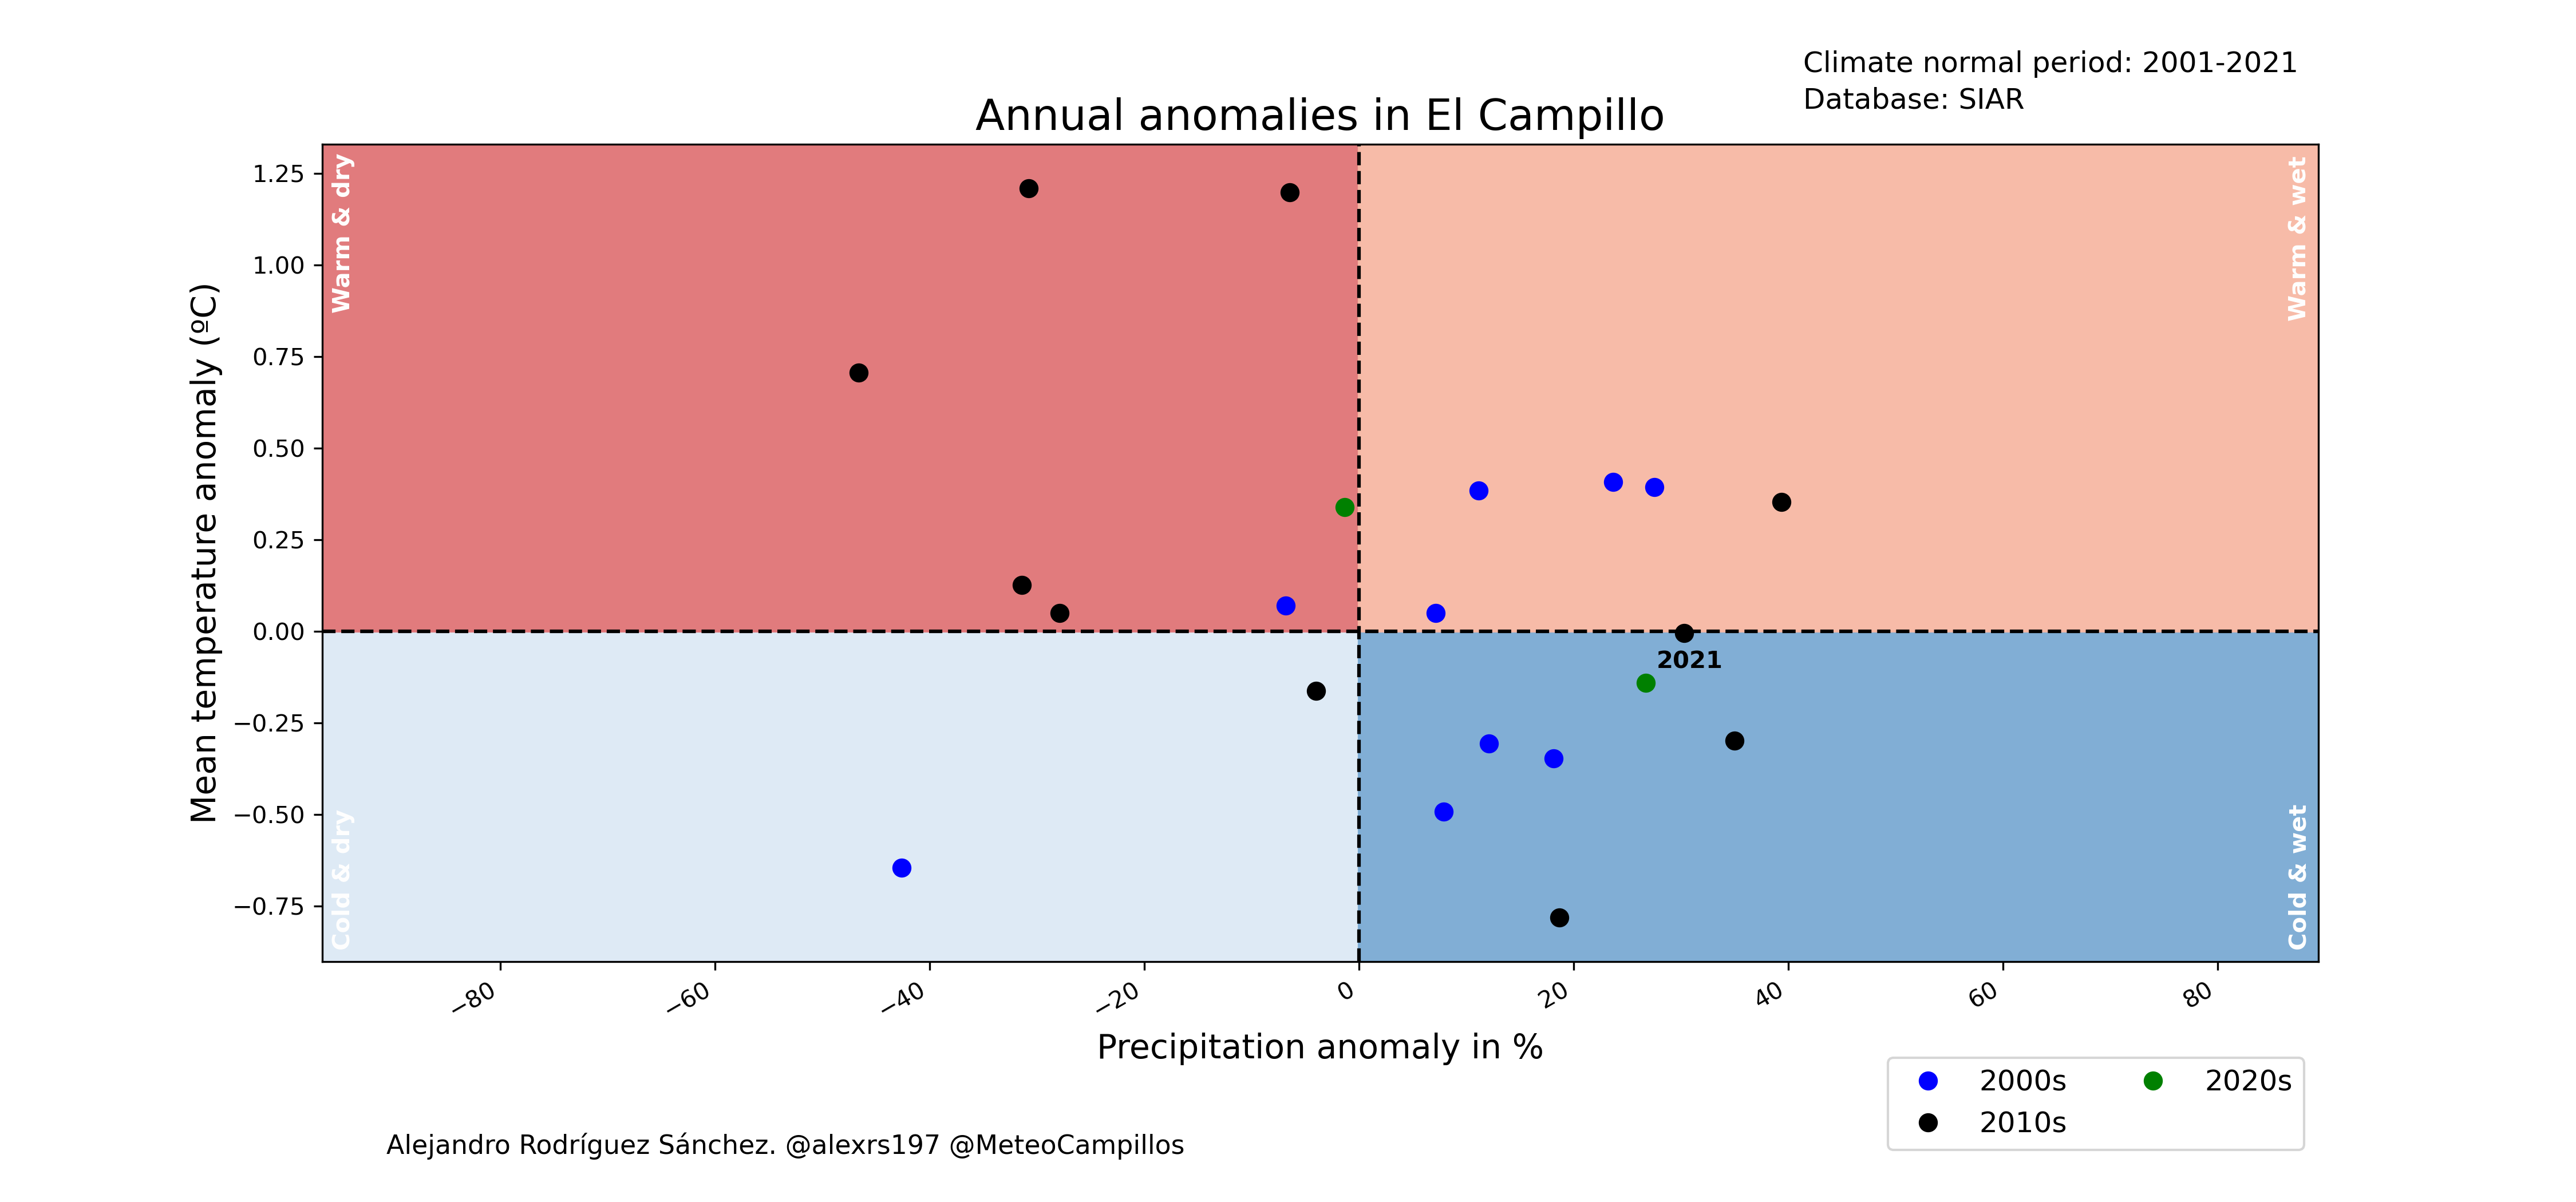 Climate normal period: 2001-2021
Database: SIAR
Annual anomalies in El Campillo
Warm & dry
Warm & wet
Cold & dry
Cold & wet
Mean temperature anomaly (ºC)
1.25
1.00
0.75
0.50
0.25
0.00
−0.25
−0.50
−0.75
2021
−80
−60
−40
−20
0
20
40
60
80
Precipitation anomaly in %
2000s
2010s
2020s
Alejandro Rodríguez Sánchez. @alexrs197 @MeteoCampillos